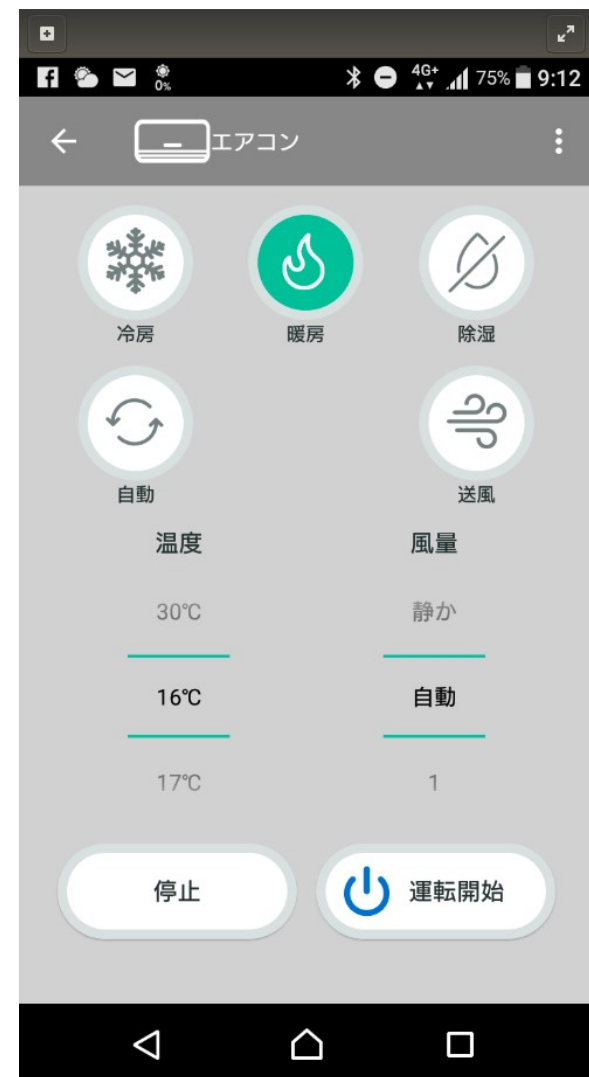 0%
4G+
75%
9:12
エアコン
冷房
暖房
除湿
自動
送風
温度
風量
30℃
静か
16℃
自動
17℃
1
停止
運転開始